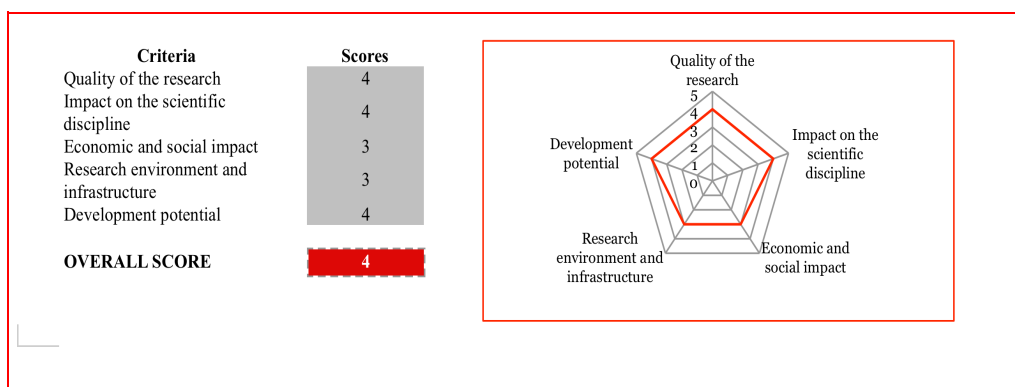 Criteria Scores
Quality of the research 4
Impact on the scientific
discipline 4
Economic and social impact 3
Research environment and
infrastructure 3
Development potential 4
OVERALL SCORE 4
Quality of the
research
5
4
3
2
1
0
Impact on the
scientific
discipline
Economic and
social impact
Research
environment and
infrastructure
Development
potential